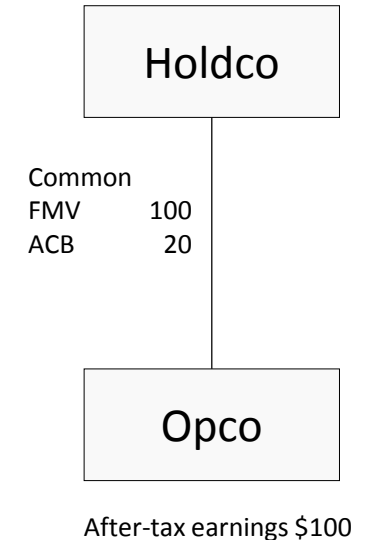 Holdco
Common
FMV 100
ACB 20
Opco
After-tax earnings $100